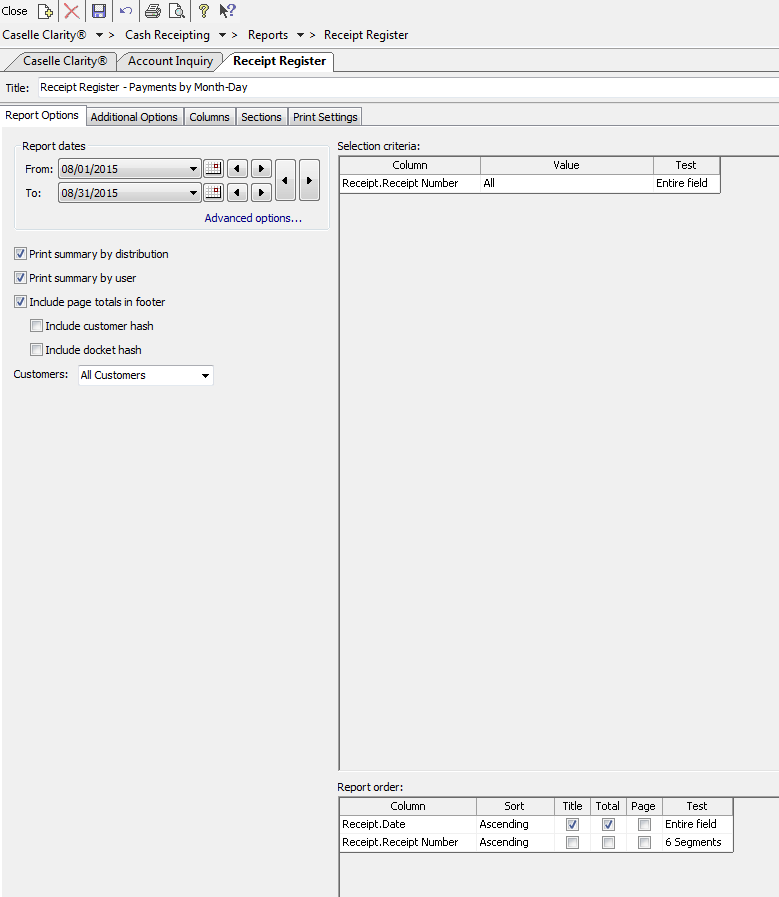 Close
Caselle Clarity® > Cash Receipting > Reports > Receipt Register
Caselle Clarity® Account Inquiry Receipt Register
Title: Receipt Register - Payments by Month-Day
Report Options Additional Options Columns Sections Print Settings
Report dates
From: 08/01/2015
To: 08/31/2015
Advanced options...
Print summary by distribution
Print summary by user
Include page totals in footer
Include customer hash
Include docket hash
Customers: All Customers
Selection criteria:
Column Value Test
Receipt.Receipt Number All Entire field
Report order:
Column Sort Title Total Page Test
Receipt.Date Ascending Entire field
Receipt.Receipt Number Ascending 6 Segments